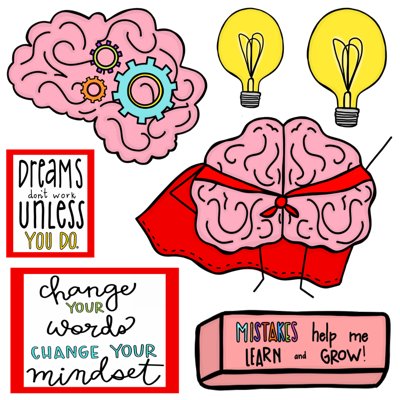 DREAMS
don't work
UNLESS
YOU DO.
change
YOUR
words
CHANGE YOUR
mindset
MISTAKES help me
LEARN and GROW!